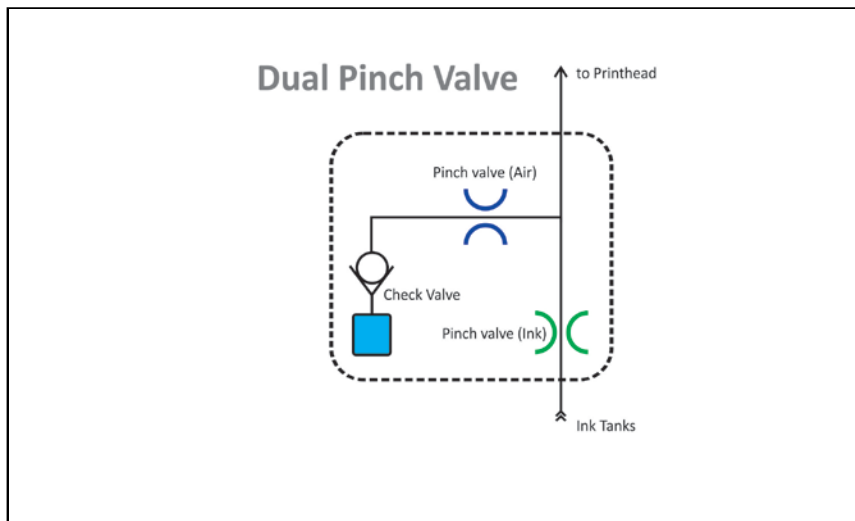 Dual Pinch Valve
to Printhead
Pinch valve (Air)
Check Valve
Pinch valve (Ink)
Ink Tanks